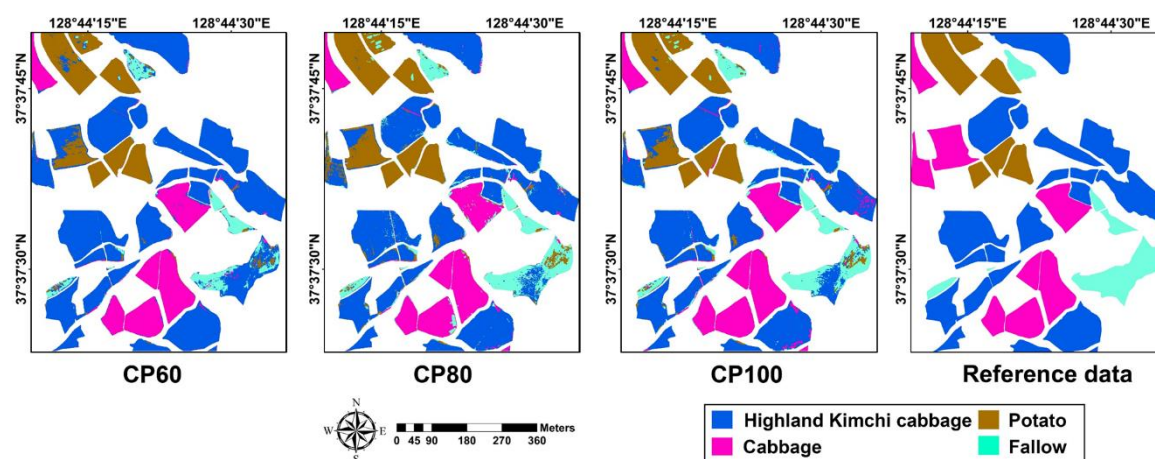 128°44'15"E 128°44'30"E 128°44'15"E 128°44'30"E 128°44'15"E 128°44'30"E 128°44'15"E 128°44'30"E
37°37'45"N 37°37'45"N 37°37'45"N 37°37'45"N
37°37'30"N 37°37'30"N 37°37'30"N 37°37'30"N
CP60 CP80 CP100 Reference data
N
W E
S
Meters
0 45 90 180 270 360
Highland Kimchi cabbage Potato
Cabbage Fallow